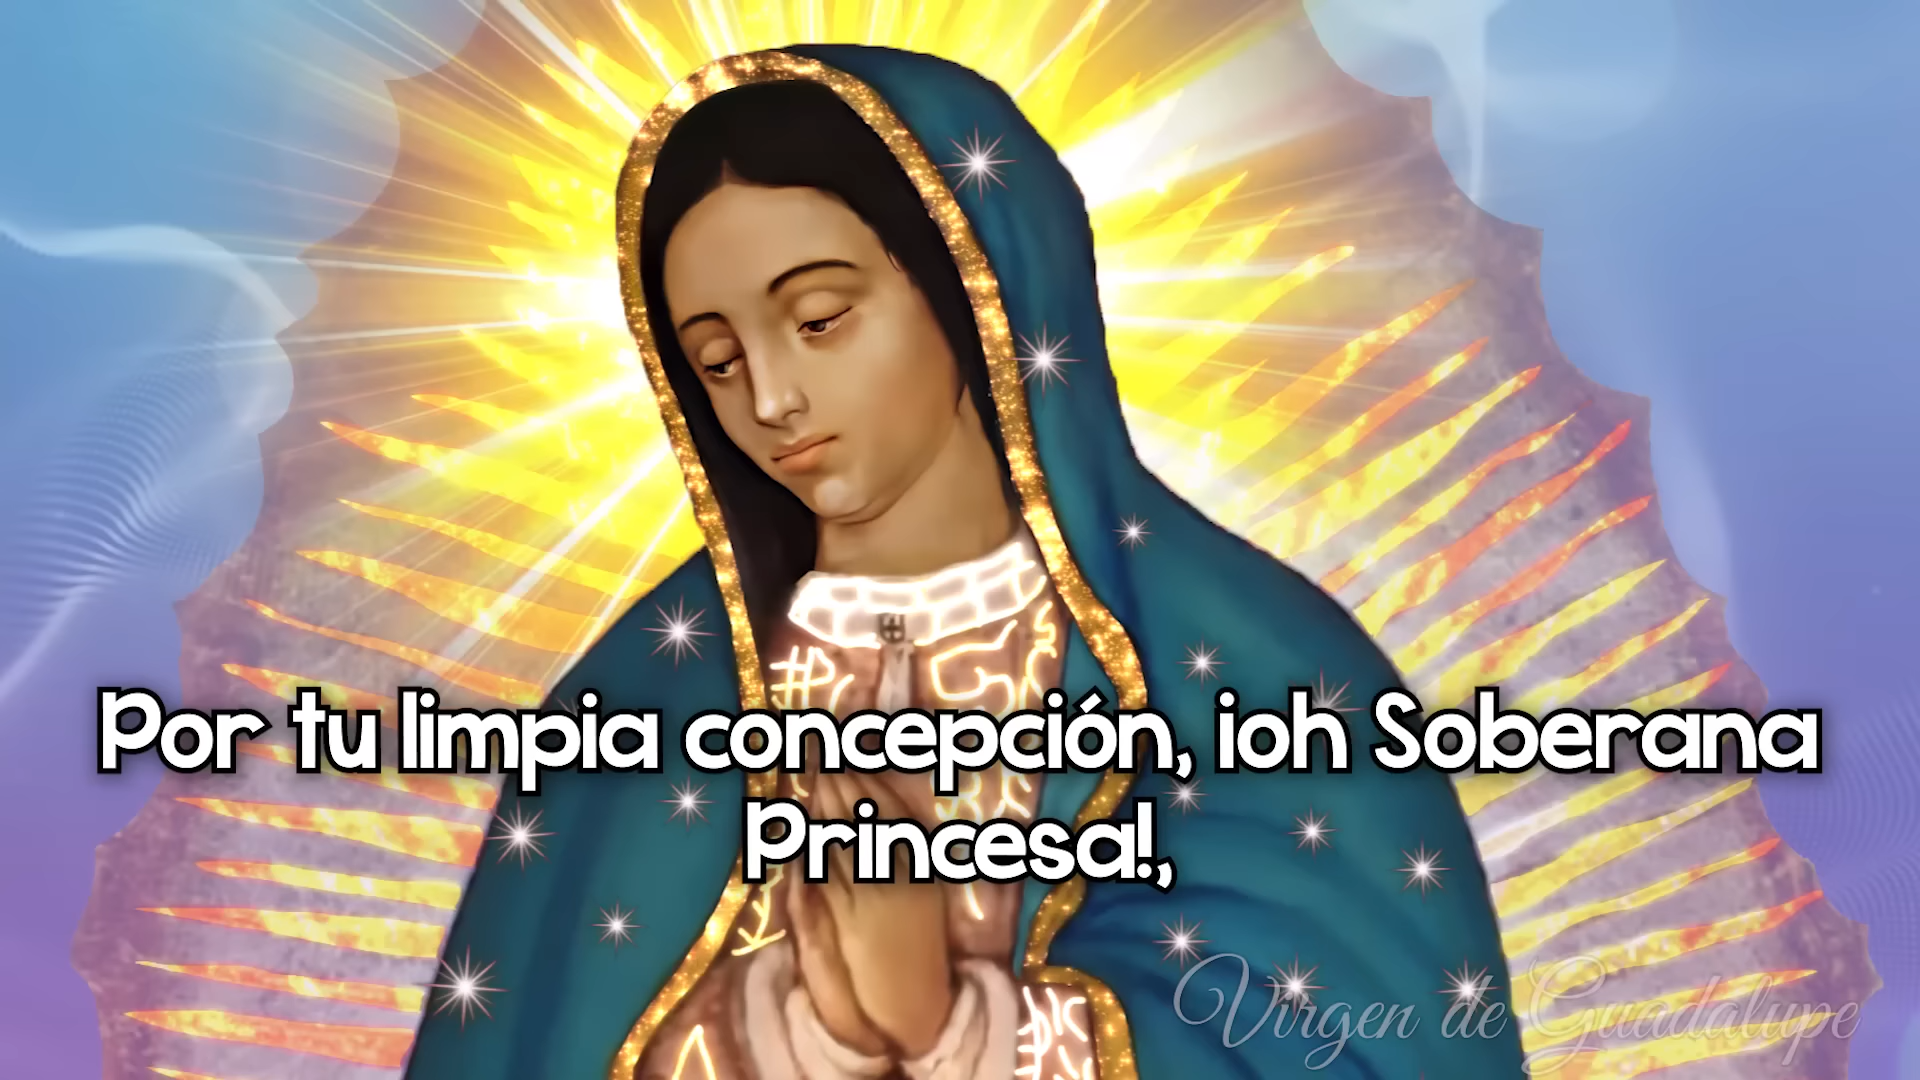 Por tu limpia concepción, ¡oh Soberana
Princesa!,
Virgen de Guadalupe